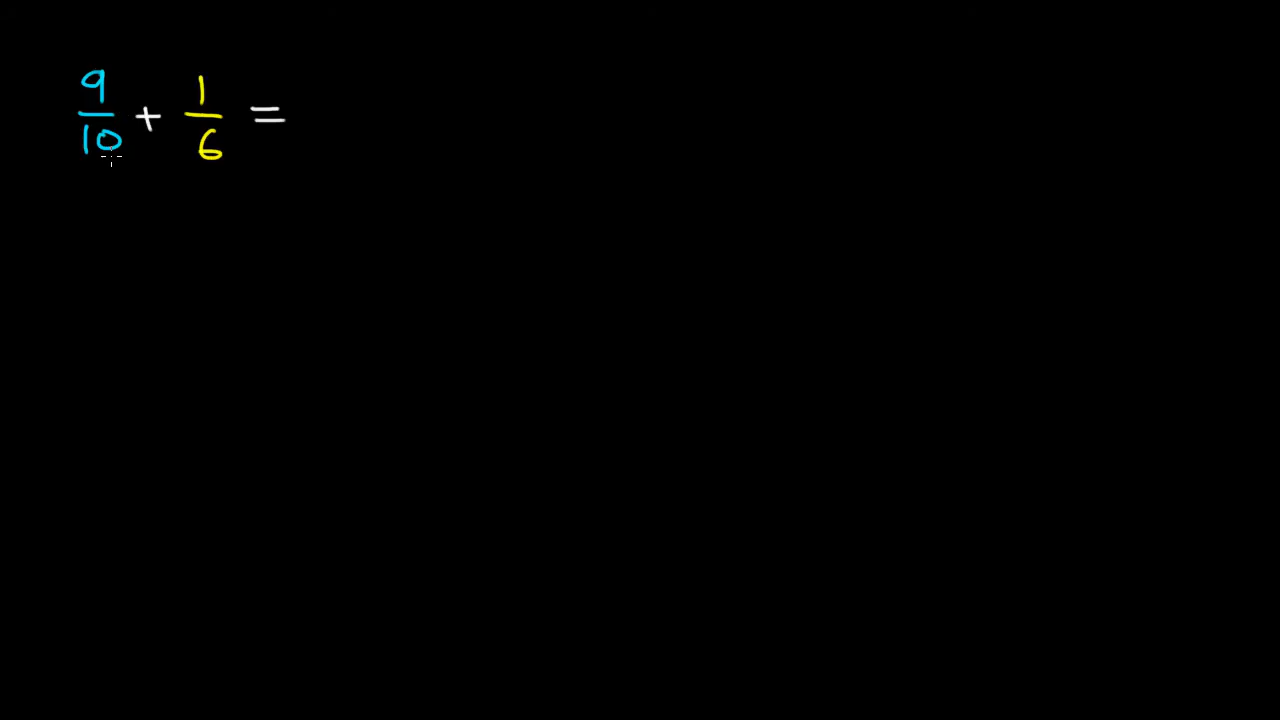 9/10 + 1/6 =